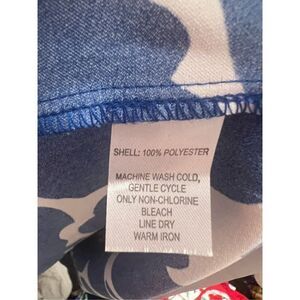 SHELL: 100% POLYESTER
MACHINE WASH COLD,
GENTLE CYCLE
ONLY NON-CHLORINE
BLEACH
LINE DRY
WARM IRON